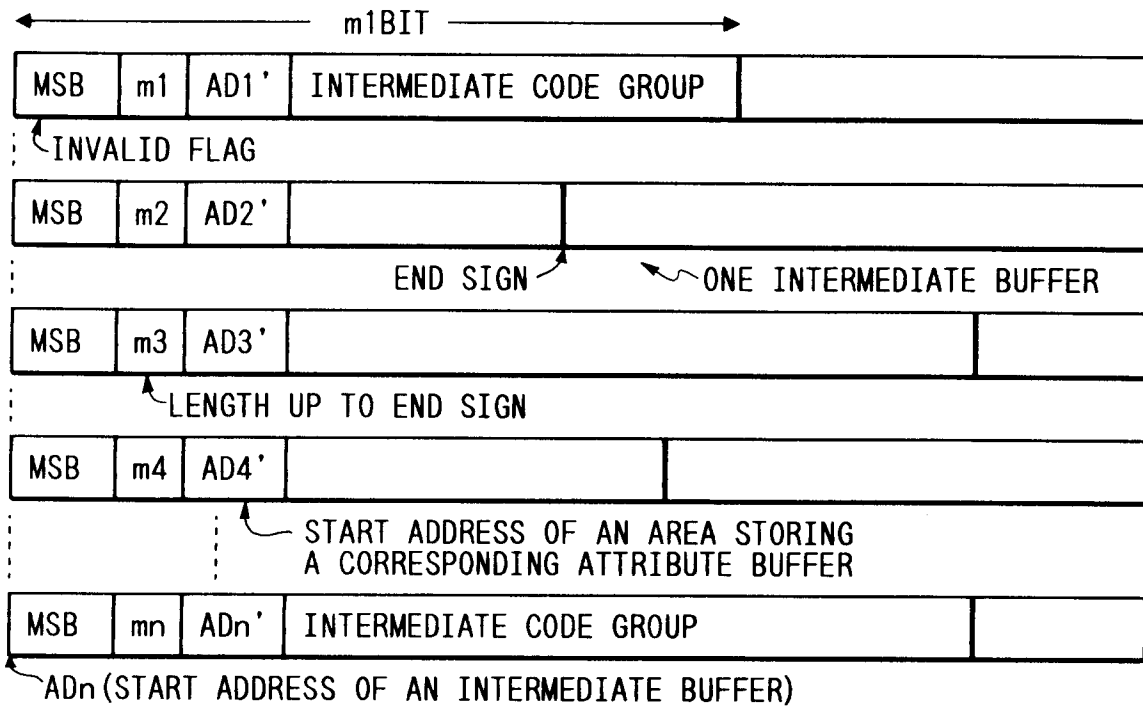 m1BIT
MSB m1 AD1' INTERMEDIATE CODE GROUP
INVALID FLAG
MSB m2 AD2'
END SIGN ONE INTERMEDIATE BUFFER
MSB m3 AD3'
LENGTH UP TO END SIGN
MSB m4 AD4'
START ADDRESS OF AN AREA STORING
A CORRESPONDING ATTRIBUTE BUFFER
MSB mn ADn' INTERMEDIATE CODE GROUP
ADn(START ADDRESS OF AN INTERMEDIATE BUFFER)